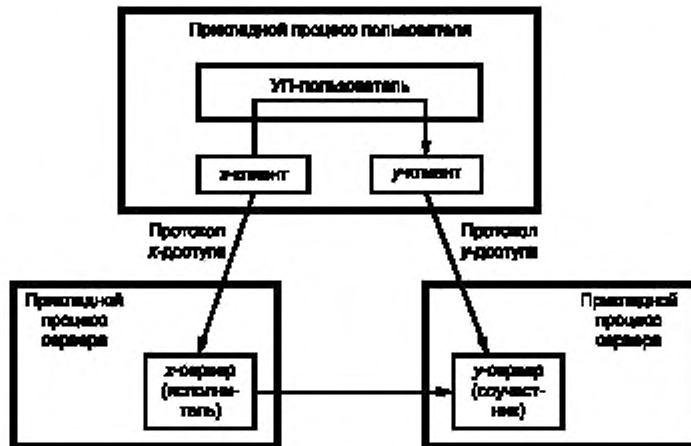 Прикладной процесс пользователя
УП-пользователь
x-клиент
y-клиент
Протокол
x-доступа
Протокол
y-доступа
Прикладной
процесс
сервера
Прикладной
процесс
сервера
x-сервер
(исполни-
тель)
y-сервер
(соучаст-
ник)